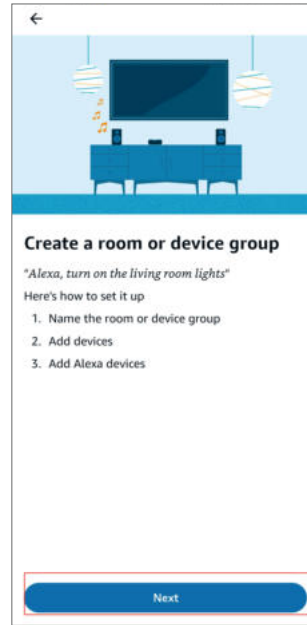 Create a room or device group
"Alexa, turn on the living room lights"
Here's how to set it up
1. Name the room or device group
2. Add devices
3. Add Alexa devices
Next